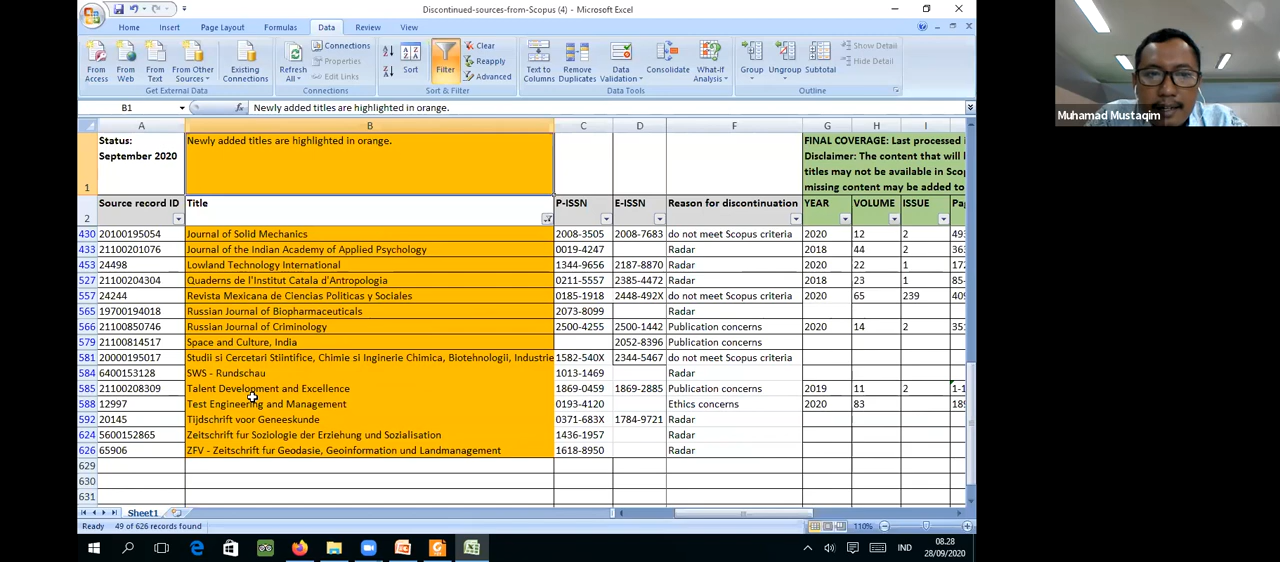 Discontinued-sources-from-Scopus (4) - Microsoft Excel
Home Insert Page Layout Formulas Data Review View
From Access From Web From Text From Other Sources Existing Connections
Refresh All Connections Properties Edit Links
Sort Filter Clear Reapply Advanced
Text to Columns Remove Duplicates Data Validation Consolidate What-If Analysis
Group Ungroup Subtotal Show Detail Hide Detail
Get External Data Connections Sort & Filter Data Tools Outline
B1 fx Newly added titles are highlighted in orange.
A B C D F G H I
1 Status: September 2020 Newly added titles are highlighted in orange.
FINAL COVERAGE: Last processed
Disclaimer: The content that will
titles may not be available in Sco
missing content may be added to
2 Source record ID Title P-ISSN E-ISSN Reason for discontinuation YEAR VOLUME ISSUE Pa
430 20100195054 Journal of Solid Mechanics 2008-3505 2008-7683 do not meet Scopus criteria 2020 12 2 493
433 21100201076 Journal of the Indian Academy of Applied Psychology 0019-4247 Radar 2018 44 2 363
453 24498 Lowland Technology International 1344-9656 2187-8870 Radar 2020 22 1 172
527 21100204304 Quaderns de l'Institut Catala d'Antropologia 0211-5557 2385-4472 Radar 2018 23 1 85-
557 24244 Revista Mexicana de Ciencias Politicas y Sociales 0185-1918 2448-492X do not meet Scopus criteria 2020 65 239 409
565 19700194018 Russian Journal of Biopharmaceuticals 2073-8099 Radar
566 21100850746 Russian Journal of Criminology 2500-4255 2500-1442 Publication concerns 2020 14 2 351
579 21100814517 Space and Culture, India 2052-8396 Publication concerns
581 20000195017 Studii si Cercetari Stiintifice, Chimie si Inginerie Chimica, Biotehnologii, Industrie 1582-540X 2344-5467 do not meet Scopus criteria
584 6400153128 SWS - Rundschau 1013-1469 Radar
585 21100208309 Talent Development and Excellence 1869-0459 1869-2885 Publication concerns 2019 11 2 1-1
588 12997 Test Engineering and Management 0193-4120 Ethics concerns 2020 83 189
592 20145 Tijdschrift voor Geneeskunde 0371-683X 1784-9721 Radar
624 5600152865 Zeitschrift fur Soziologie der Erziehung und Sozialisation 1436-1957 Radar
626 65906 ZFV - Zeitschrift fur Geodasie, Geoinformation und Landmanagement 1618-8950 Radar
629
630
631
Sheet1
Ready 49 of 626 records found 110%
IND 08.28
28/09/2020
Muhamad Mustaqim